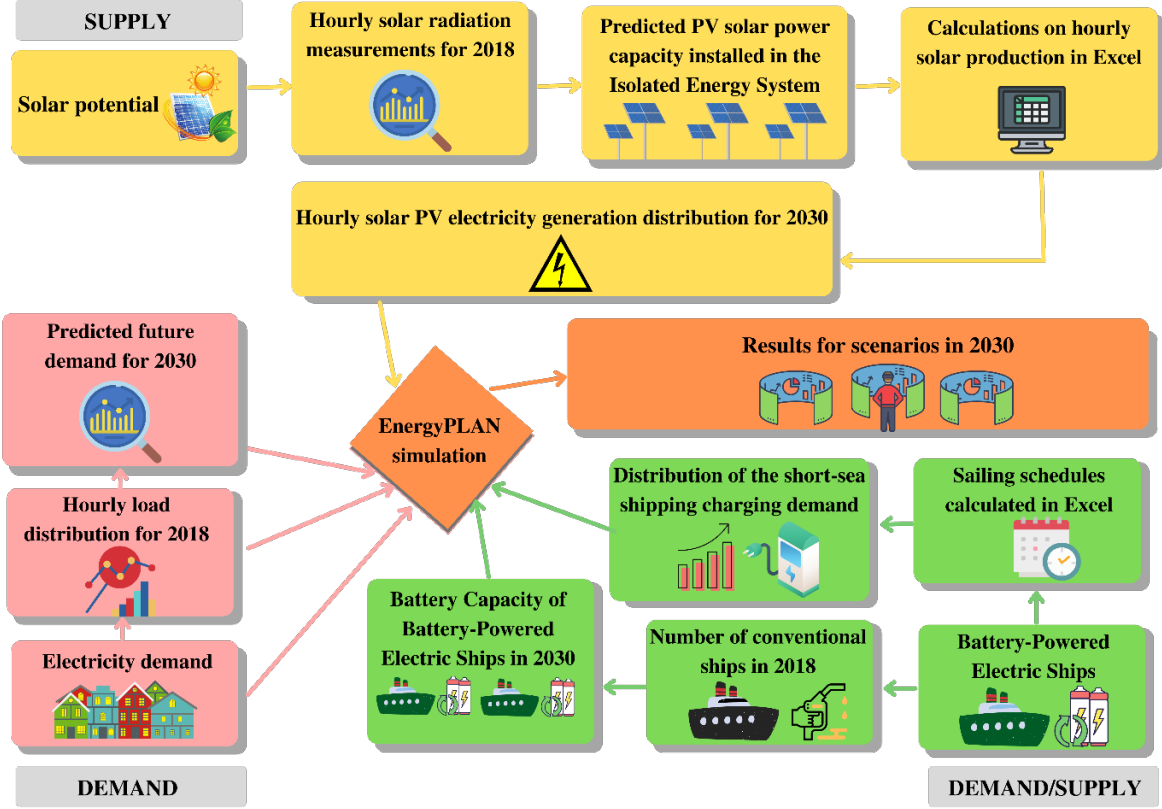 SUPPLY
Solar potential
Hourly solar radiation
measurements for 2018
Predicted PV solar power
capacity installed in the
Isolated Energy System
Calculations on hourly
solar production in Excel
Hourly solar PV electricity generation distribution for 2030
Predicted future
demand for 2030
Results for scenarios in 2030
EnergyPLAN
simulation
Hourly load
distribution for 2018
Distribution of the short-sea
shipping charging demand
Sailing schedules
calculated in Excel
Electricity demand
Battery Capacity of
Battery-Powered
Electric Ships in 2030
Number of conventional
ships in 2018
Battery-Powered
Electric Ships
DEMAND
DEMAND/SUPPLY